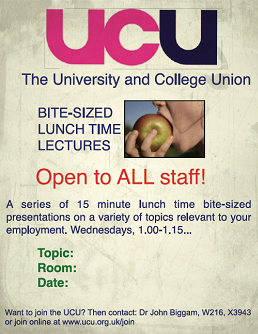 UCU
The University and College Union
BITE-SIZED
LUNCH TIME
LECTURES
Open to ALL staff!
A series of 15 minute lunch time bite-sized
presentations on a variety of topics relevant to your
employment. Wednesdays, 1.00-1.15...
Topic:
Room:
Date:
Want to join the UCU? Then contact: Dr John Biggam, W216, X3943
or join online at www.ucu.org.uk/join